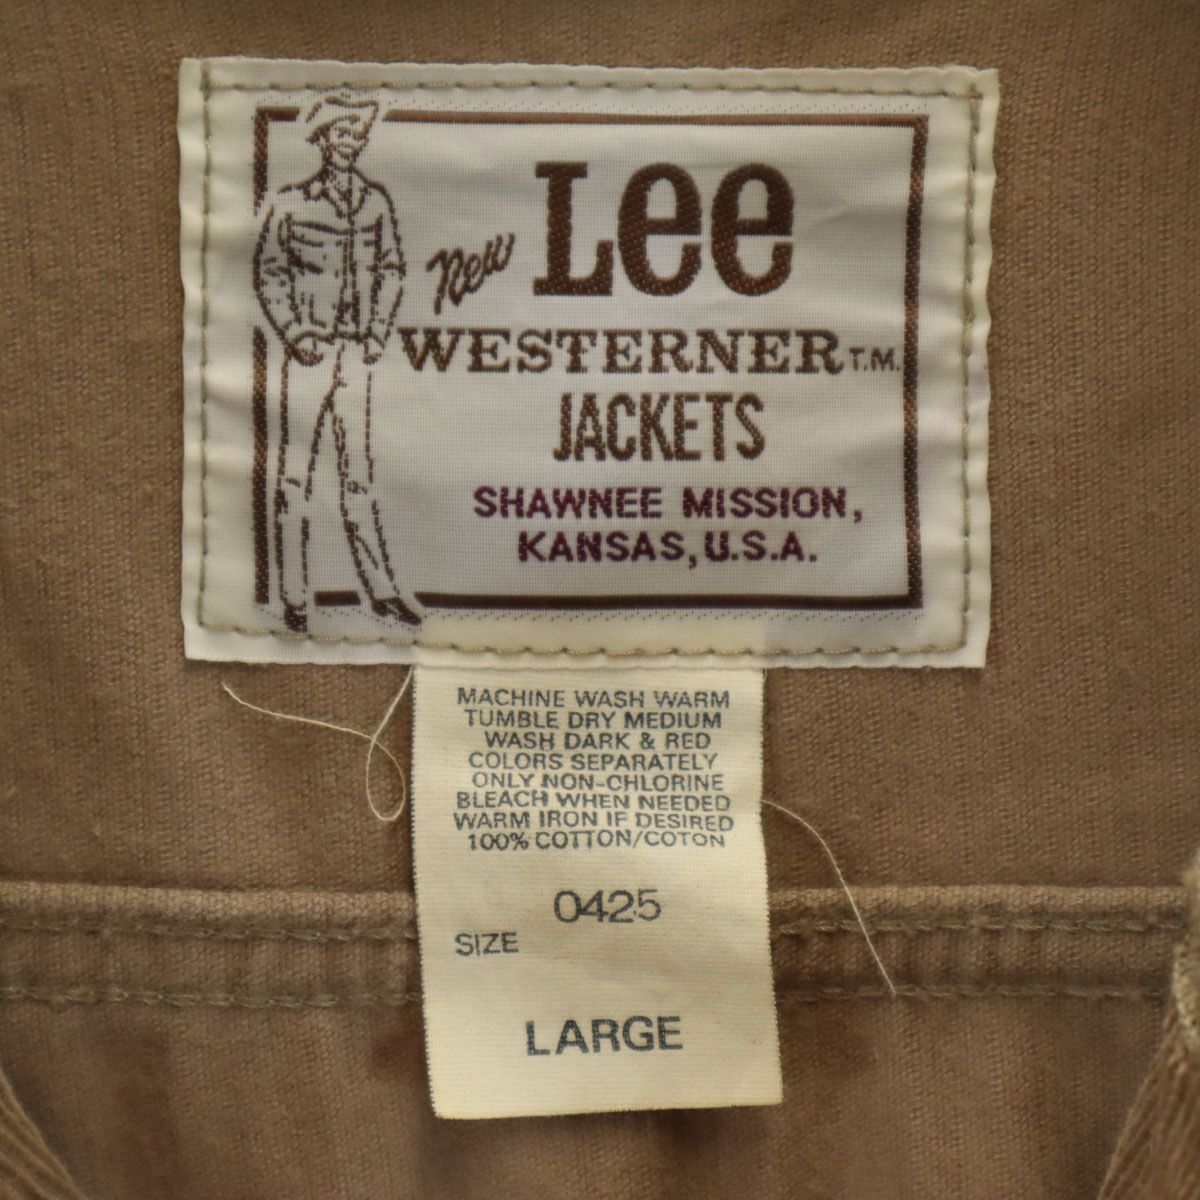 New Lee
WESTERNER T.M.
JACKETS
SHAWNEE MISSION,
KANSAS, U.S.A.
MACHINE WASH WARM
TUMBLE DRY MEDIUM
WASH DARK & RED
COLORS SEPARATELY
ONLY NON-CHLORINE
BLEACH WHEN NEEDED
WARM IRON IF DESIRED
100% COTTON/COTON
0425
SIZE
LARGE